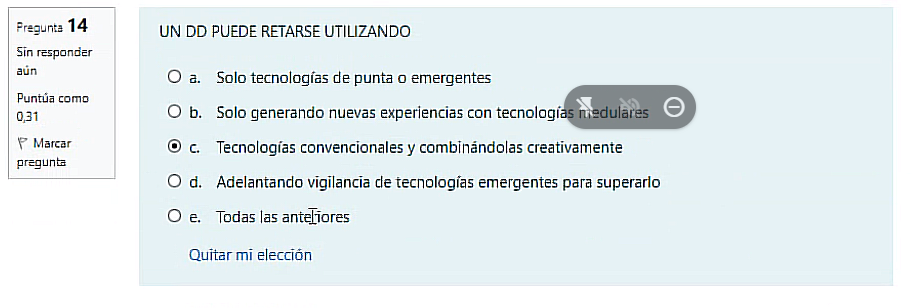 Pregunta 14
Sin responder
aún
Puntúa como
0,31
Marcar
pregunta
UN DD PUEDE RETARSE UTILIZANDO
a. Solo tecnologías de punta o emergentes
b. Solo generando nuevas experiencias con tecnologías medulares
c. Tecnologías convencionales y combinándolas creativamente
d. Adelantando vigilancia de tecnologías emergentes para superarlo
e. Todas las anteriores
Quitar mi elección